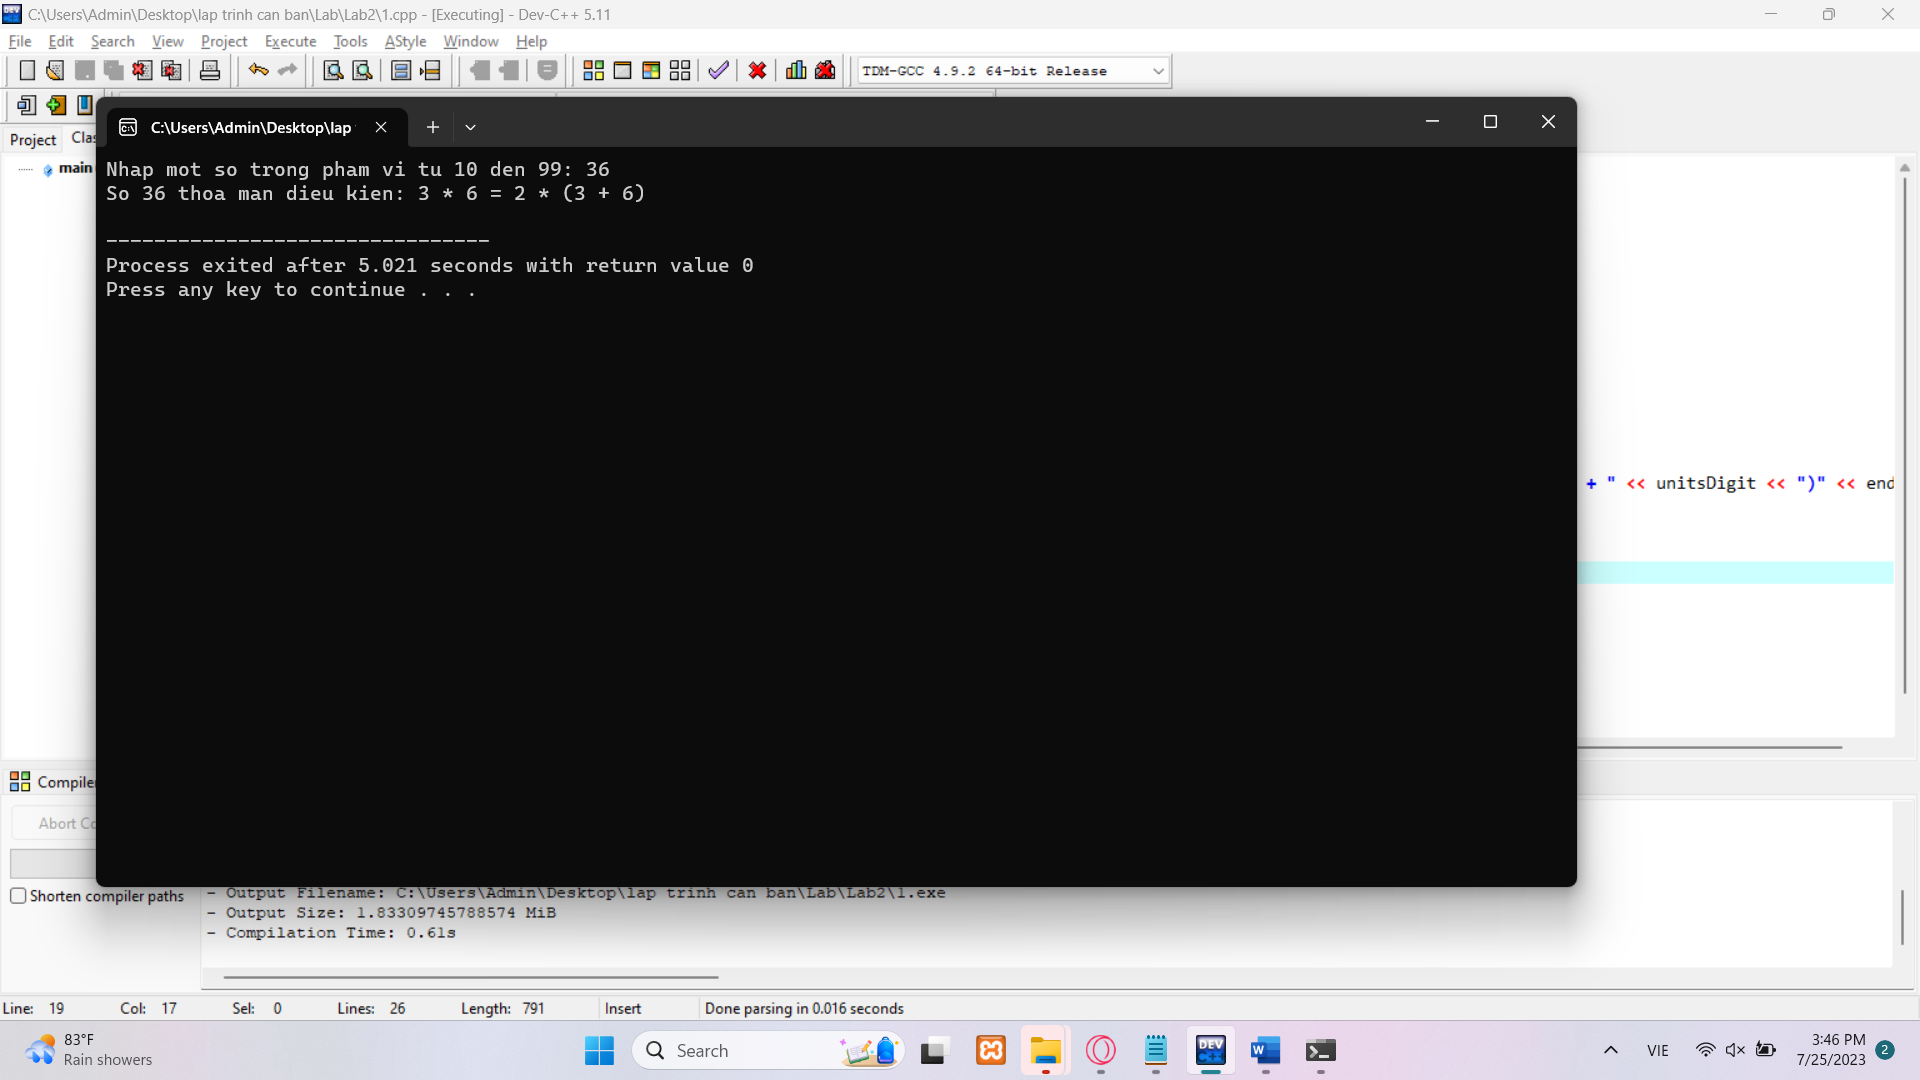 C:\Users\Admin\Desktop\lap trinh can ban\Lab\Lab2\1.cpp - [Executing] - Dev-C++ 5.11
File Edit Search View Project Execute Tools AStyle Window Help
TDM-GCC 4.9.2 64-bit Release
Project Clas
C:\Users\Admin\Desktop\lap
main
Nhap mot so trong pham vi tu 10 den 99: 36
So 36 thoa man dieu kien: 3 * 6 = 2 * (3 + 6)
--------------------------------
Process exited after 5.021 seconds with return value 0
Press any key to continue . . .
+ " << unitsDigit << ")" << end
Compiler
Abort Co
Shorten compiler paths
- Output Filename: C:\Users\Admin\Desktop\lap trinh can ban\Lab\Lab2\1.exe
- Output Size: 1.83309745788574 MiB
- Compilation Time: 0.61s
Line: 19 Col: 17 Sel: 0 Lines: 26 Length: 791 Insert Done parsing in 0.016 seconds
83°F
Rain showers
Search
DEV
W
VIE
3:46 PM
7/25/2023
2